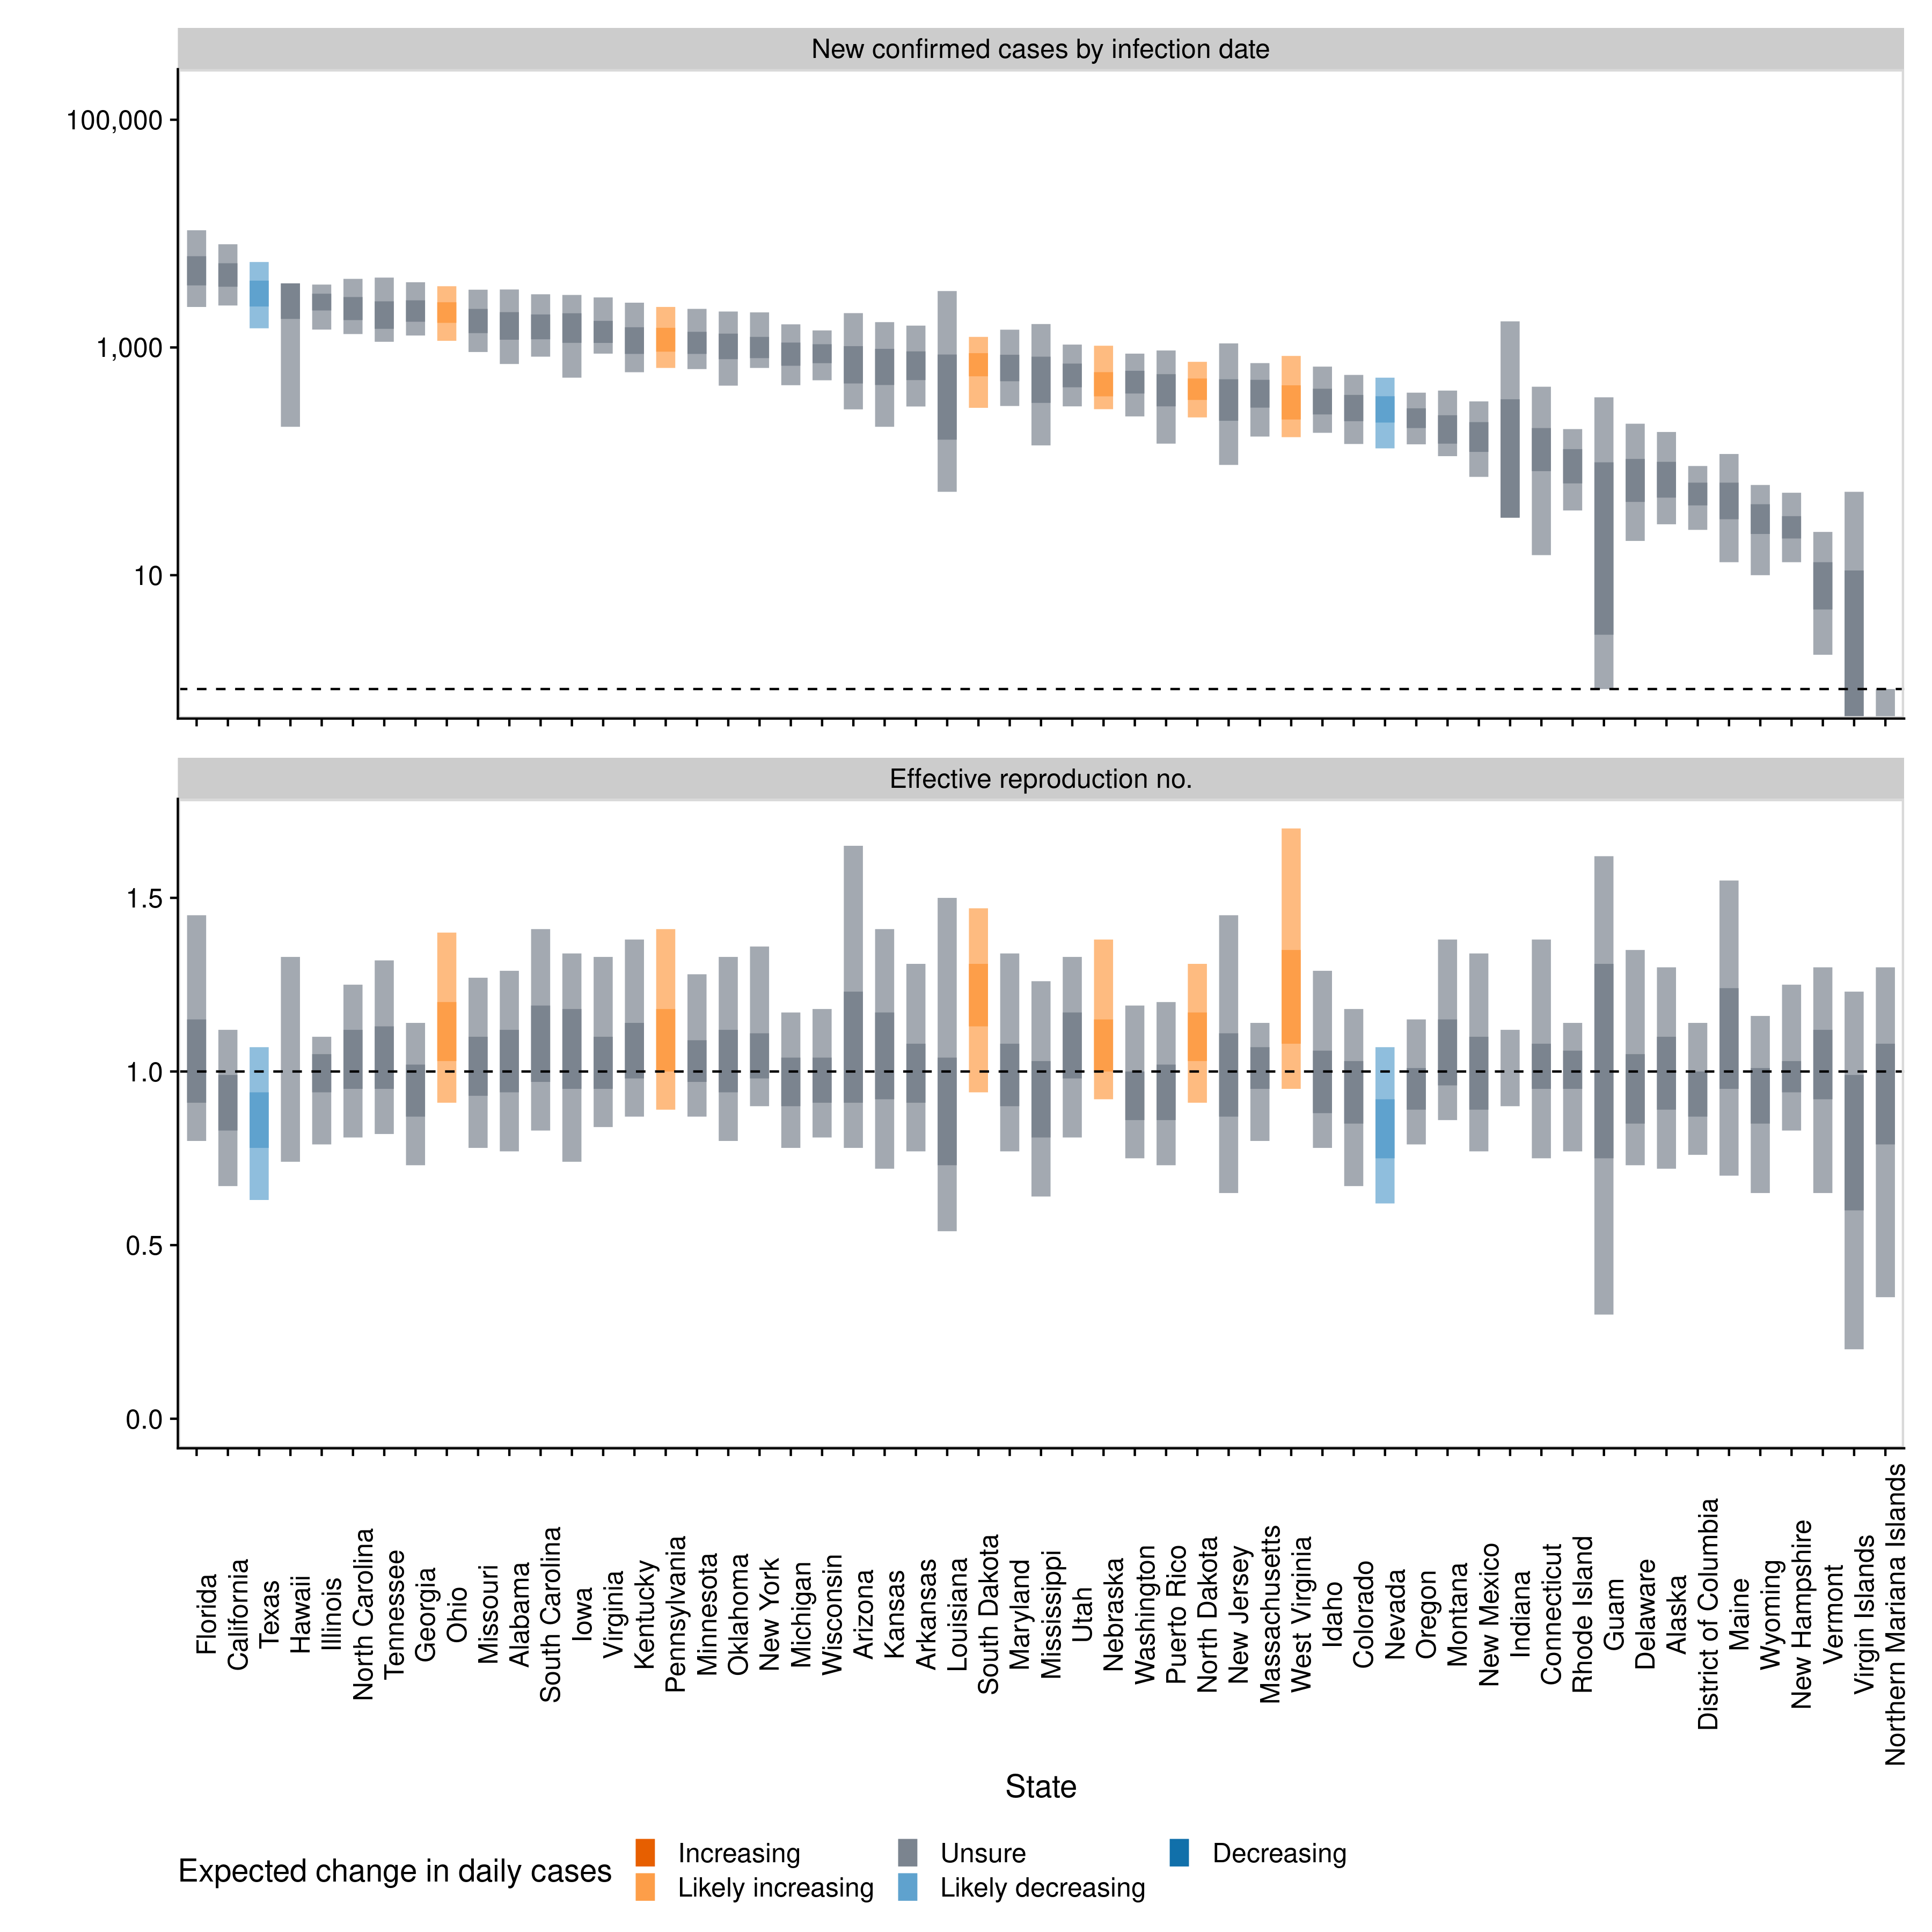 New confirmed cases by infection date
100,000
1,000
10
Effective reproduction no.
1.5
1.0
0.5
0.0
Florida
California
Texas
Hawaii
Illinois
North Carolina
Tennessee
Georgia
Ohio
Missouri
Alabama
South Carolina
Iowa
Virginia
Kentucky
Pennsylvania
Minnesota
Oklahoma
New York
Michigan
Wisconsin
Arizona
Kansas
Arkansas
Louisiana
South Dakota
Maryland
Mississippi
Utah
Nebraska
Washington
Puerto Rico
North Dakota
New Jersey
Massachusetts
West Virginia
Idaho
Colorado
Nevada
Oregon
Montana
New Mexico
Indiana
Connecticut
Rhode Island
Guam
Delaware
Alaska
District of Columbia
Maine
Wyoming
New Hampshire
Vermont
Virgin Islands
Northern Mariana Islands
State
Expected change in daily cases
Increasing
Unsure
Decreasing
Likely increasing
Likely decreasing